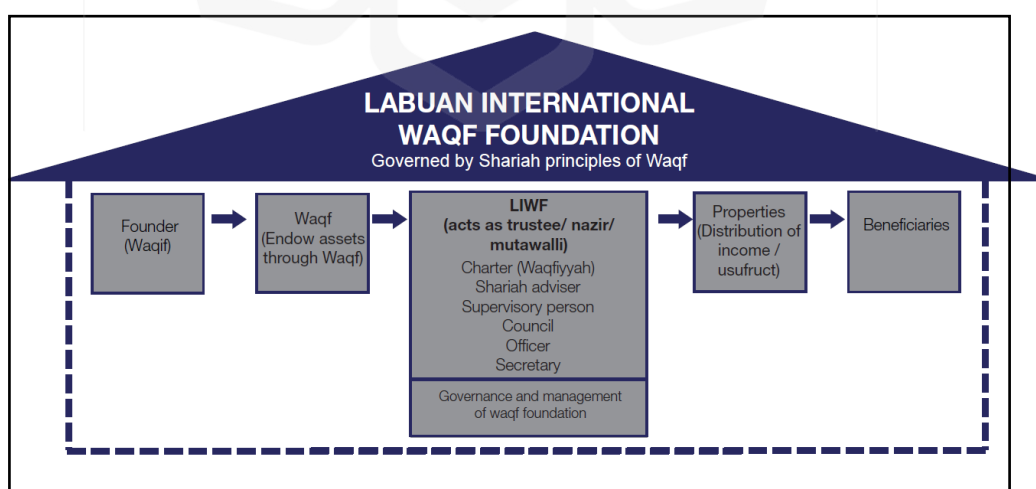 LABUAN INTERNATIONAL
WAQF FOUNDATION
Governed by Shariah principles of Waqf
Founder
(Waqif)
Waqf
(Endow assets
through Waqf)
LIWF
(acts as trustee/ nazir/
mutawalli)
Charter (Waqfiyyah)
Shariah adviser
Supervisory person
Council
Officer
Secretary
Governance and management
of waqf foundation
Properties
(Distribution of
income /
usufruct)
Beneficiaries